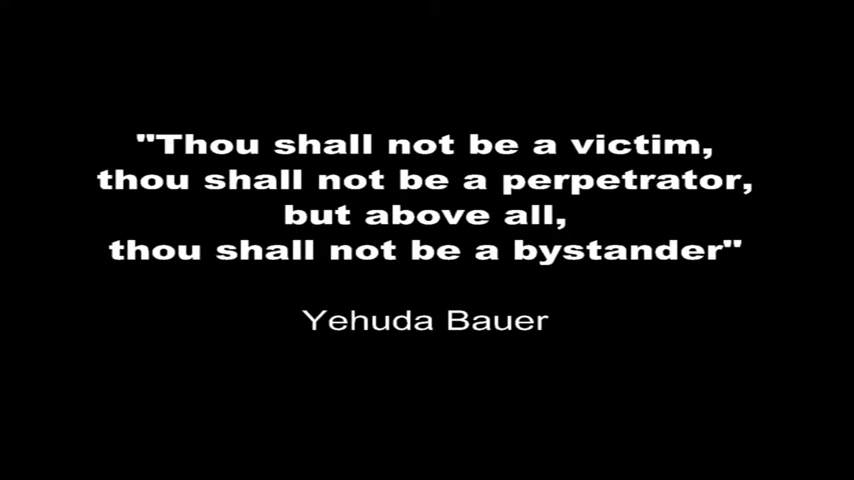 "Thou shall not be a victim,
thou shall not be a perpetrator,
but above all,
thou shall not be a bystander"
Yehuda Bauer